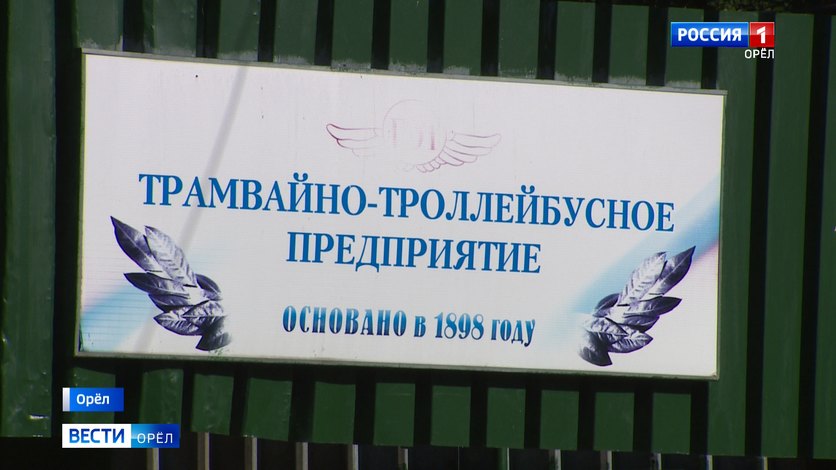 РОССИЯ 1
ОРЁЛ
ТРАМВАЙНО-ТРОЛЛЕЙБУСНОЕ
ПРЕДПРИЯТИЕ
ОСНОВАНО в 1898 году
Орёл
ВЕСТИ ОРЁЛ